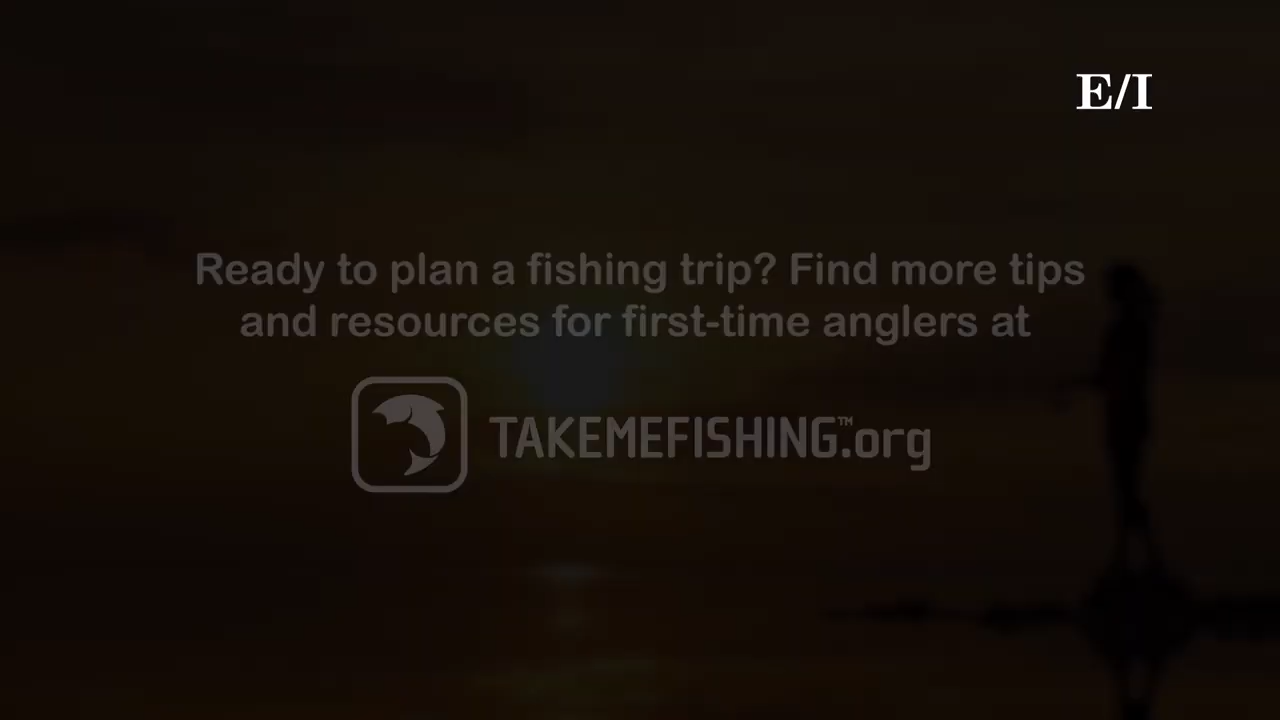 E/I
Ready to plan a fishing trip? Find more tips
and resources for first-time anglers at
TAKEMEFISHING™.org